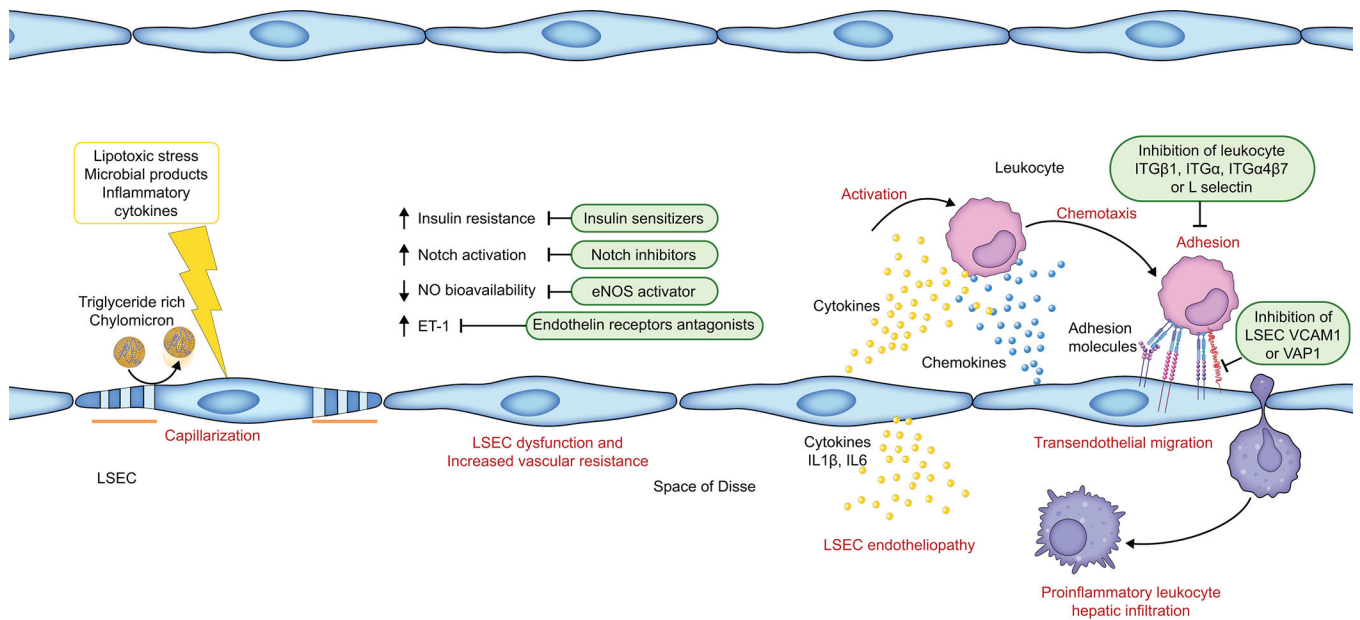 Lipotoxic stress
Microbial products
Inflammatory
cytokines
Triglyceride rich
Chylomicron
Capillarization
LSEC
Insulin resistance
Insulin sensitizers
Notch activation
Notch inhibitors
NO bioavailability
eNOS activator
ET-1
Endothelin receptors antagonists
LSEC dysfunction and
Increased vascular resistance
Space of Disse
Activation
Leukocyte
Chemotaxis
Inhibition of leukocyte
ITGβ1, ITGα, ITGα4β7
or L selectin
Adhesion
Cytokines
Chemokines
Adhesion
molecules
Inhibition of
LSEC VCAM1
or VAP1
Cytokines
IL1β, IL6
LSEC endotheliopathy
Transendothelial migration
Proinflammatory leukocyte
hepatic infiltration